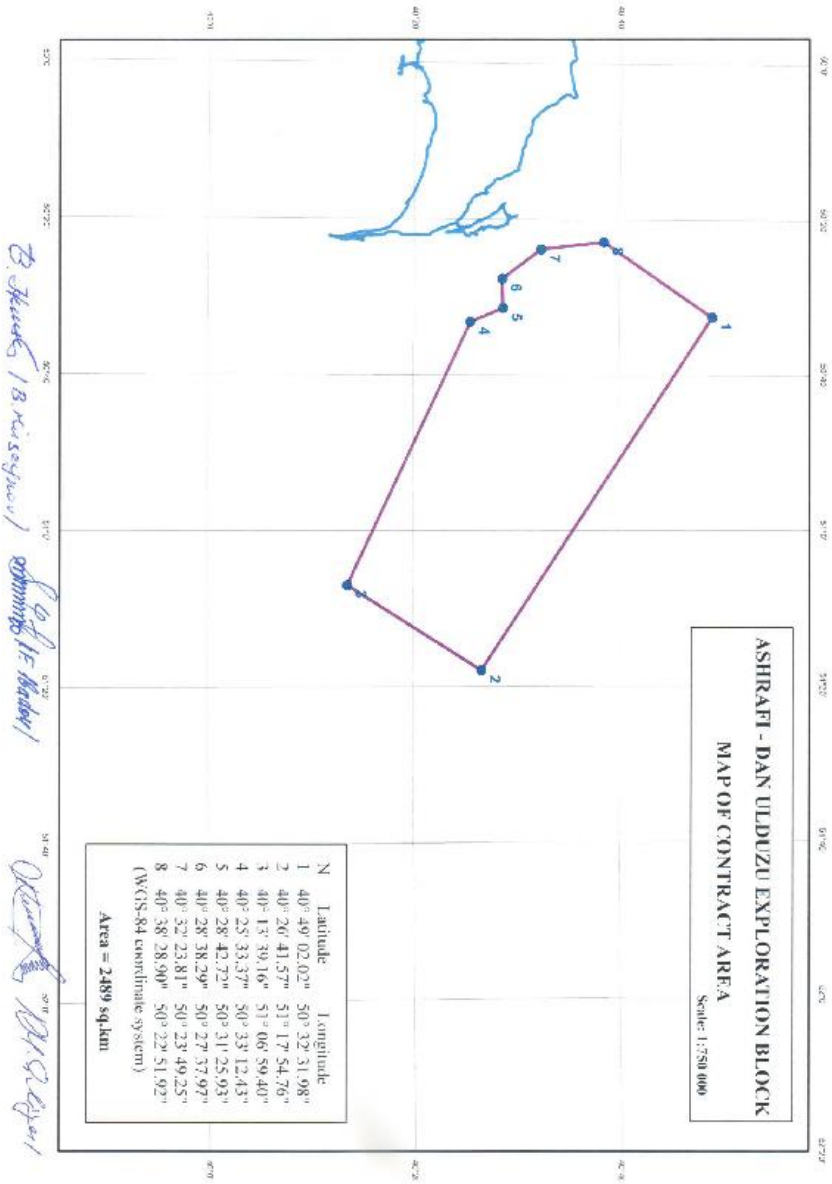 ASHRAFI - DAN ULDUZU EXPLORATION BLOCK
MAP OF CONTRACT AREA
Scale: 1:750 000
1
2
3
4
5
6
7
8
N Latitude Longitude
1 40° 49' 02.02" 50° 32' 31.98"
2 40° 26' 41.57" 51° 17' 54.76"
3 40° 13' 39.16" 51° 06' 59.40"
4 40° 25' 33.37" 50° 33' 12.43"
5 40° 28' 42.72" 50° 31' 25.93"
6 40° 28' 38.29" 50° 27' 37.97"
7 40° 32' 23.81" 50° 23' 49.25"
8 40° 38' 28.90" 50° 22' 51.92"
(WGS-84 coordinate system)
Area = 2489 sq.km